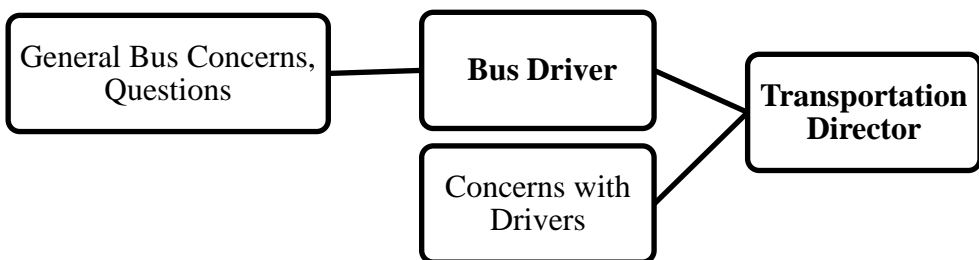 General Bus Concerns,
Questions
Bus Driver
Concerns with
Drivers
Transportation
Director